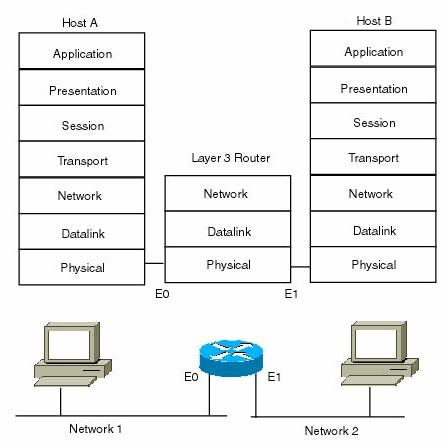 Host A
Application
Presentation
Session
Transport
Network
Datalink
Physical
Layer 3 Router
Network
Datalink
Physical
Host B
Application
Presentation
Session
Transport
Network
Datalink
Physical
E0
E1
E0
E1
Network 1
Network 2